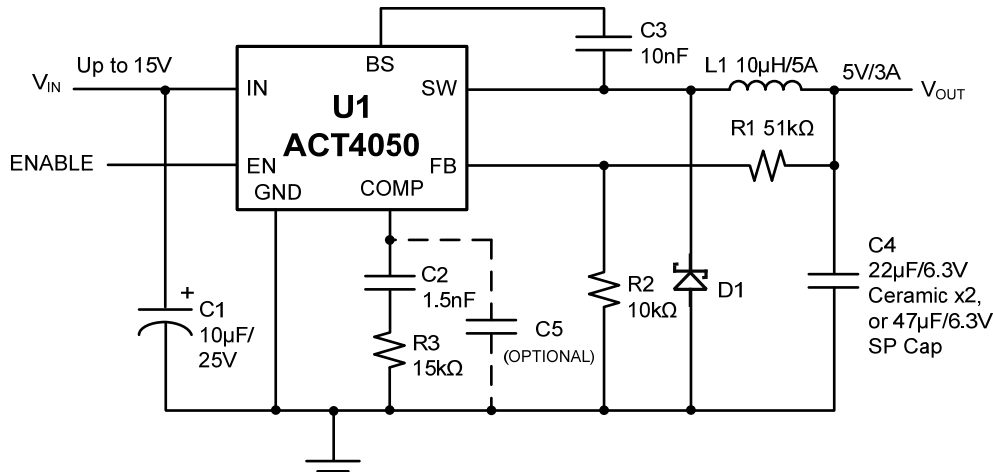 C3
10nF
BS
Up to 15V
L1 10µH/5A
5V/3A
VIN
IN
SW
VOUT
U1
ACT4050
R1 51kΩ
ENABLE
EN
FB
GND
COMP
C2
1.5nF
R2
10kΩ
D1
C4
22µF/6.3V
Ceramic x2,
or 47µF/6.3V
SP Cap
+
C1
10µF/
25V
R3
15kΩ
C5
(OPTIONAL)